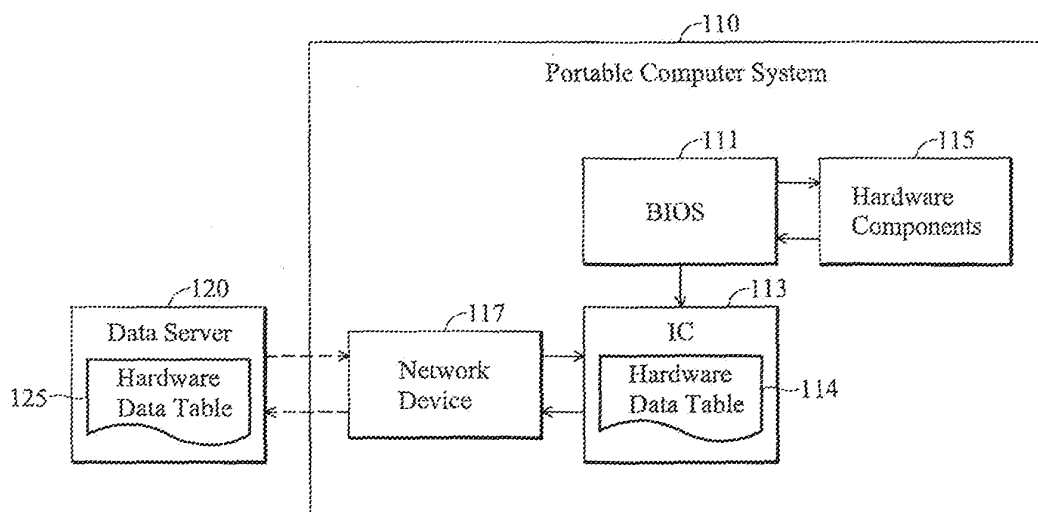 110
Portable Computer System
111
115
BIOS
Hardware
Components
120
117
113
Data Server
IC
Hardware
Data Table
125
Network
Device
Hardware
Data Table
114